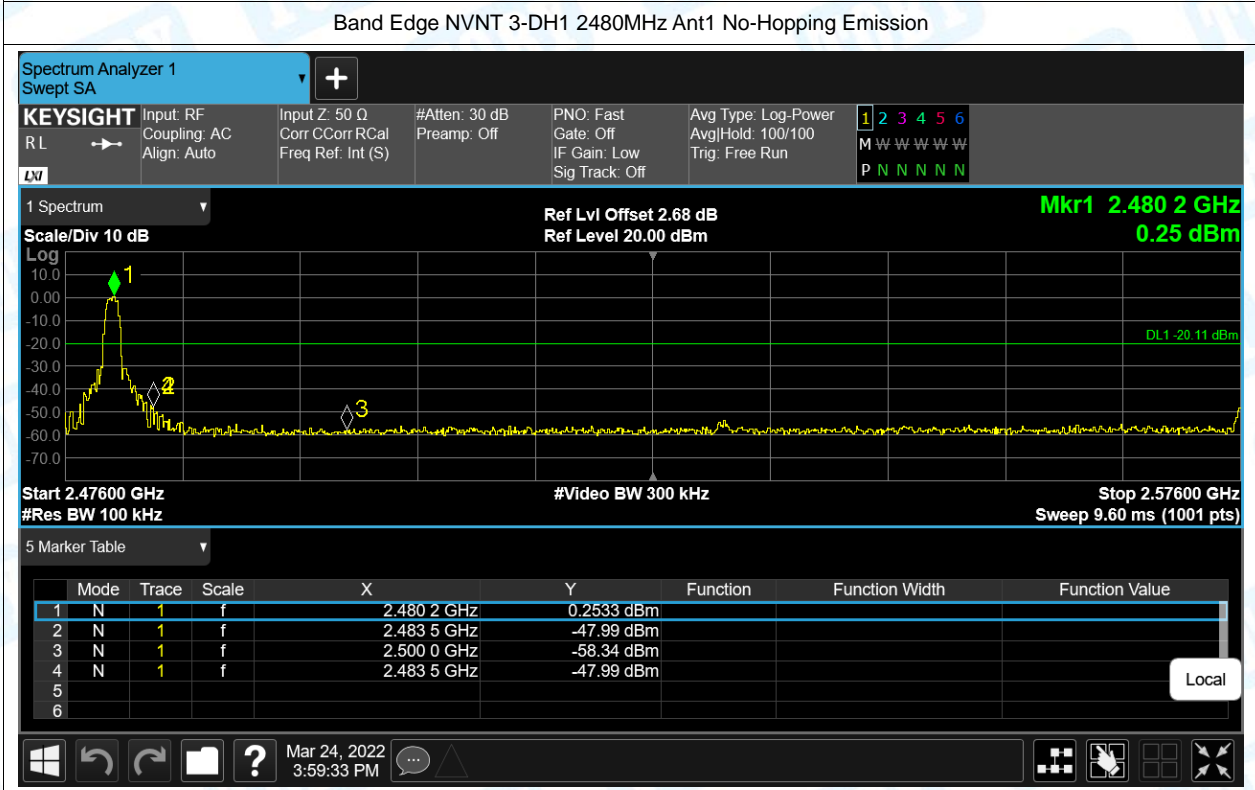 Band Edge NVNT 3-DH1 2480MHz Ant1 No-Hopping Emission
Spectrum Analyzer 1
Swept SA
+
KEYSIGHT Input: RF Input Z: 50 Ω #Atten: 30 dB PNO: Fast Avg Type: Log-Power 1 2 3 4 5 6
R L Coupling: AC Corr CCorr RCal Preamp: Off Gate: Off Avg|Hold: 100/100 M W W W W W
Align: Auto Freq Ref: Int (S) IF Gain: Low Trig: Free Run
LXI Sig Track: Off P N N N N N
1 Spectrum Ref Lvl Offset 2.68 dB Mkr1 2.480 2 GHz
Scale/Div 10 dB Ref Level 20.00 dBm 0.25 dBm
Log
10.0 1
0.00
-10.0
-20.0 DL1 -20.11 dBm
-30.0
-40.0
-50.0 3
-60.0
-70.0
Start 2.47600 GHz #Video BW 300 kHz Stop 2.57600 GHz
#Res BW 100 kHz Sweep 9.60 ms (1001 pts)
5 Marker Table
Mode Trace Scale X Y Function Function Width Function Value
1 N 1 f 2.480 2 GHz 0.2533 dBm
2 N 1 f 2.483 5 GHz -47.99 dBm
3 N 1 f 2.500 0 GHz -58.34 dBm
4 N 1 f 2.483 5 GHz -47.99 dBm
5
6
Local
? Mar 24, 2022
3:59:33 PM